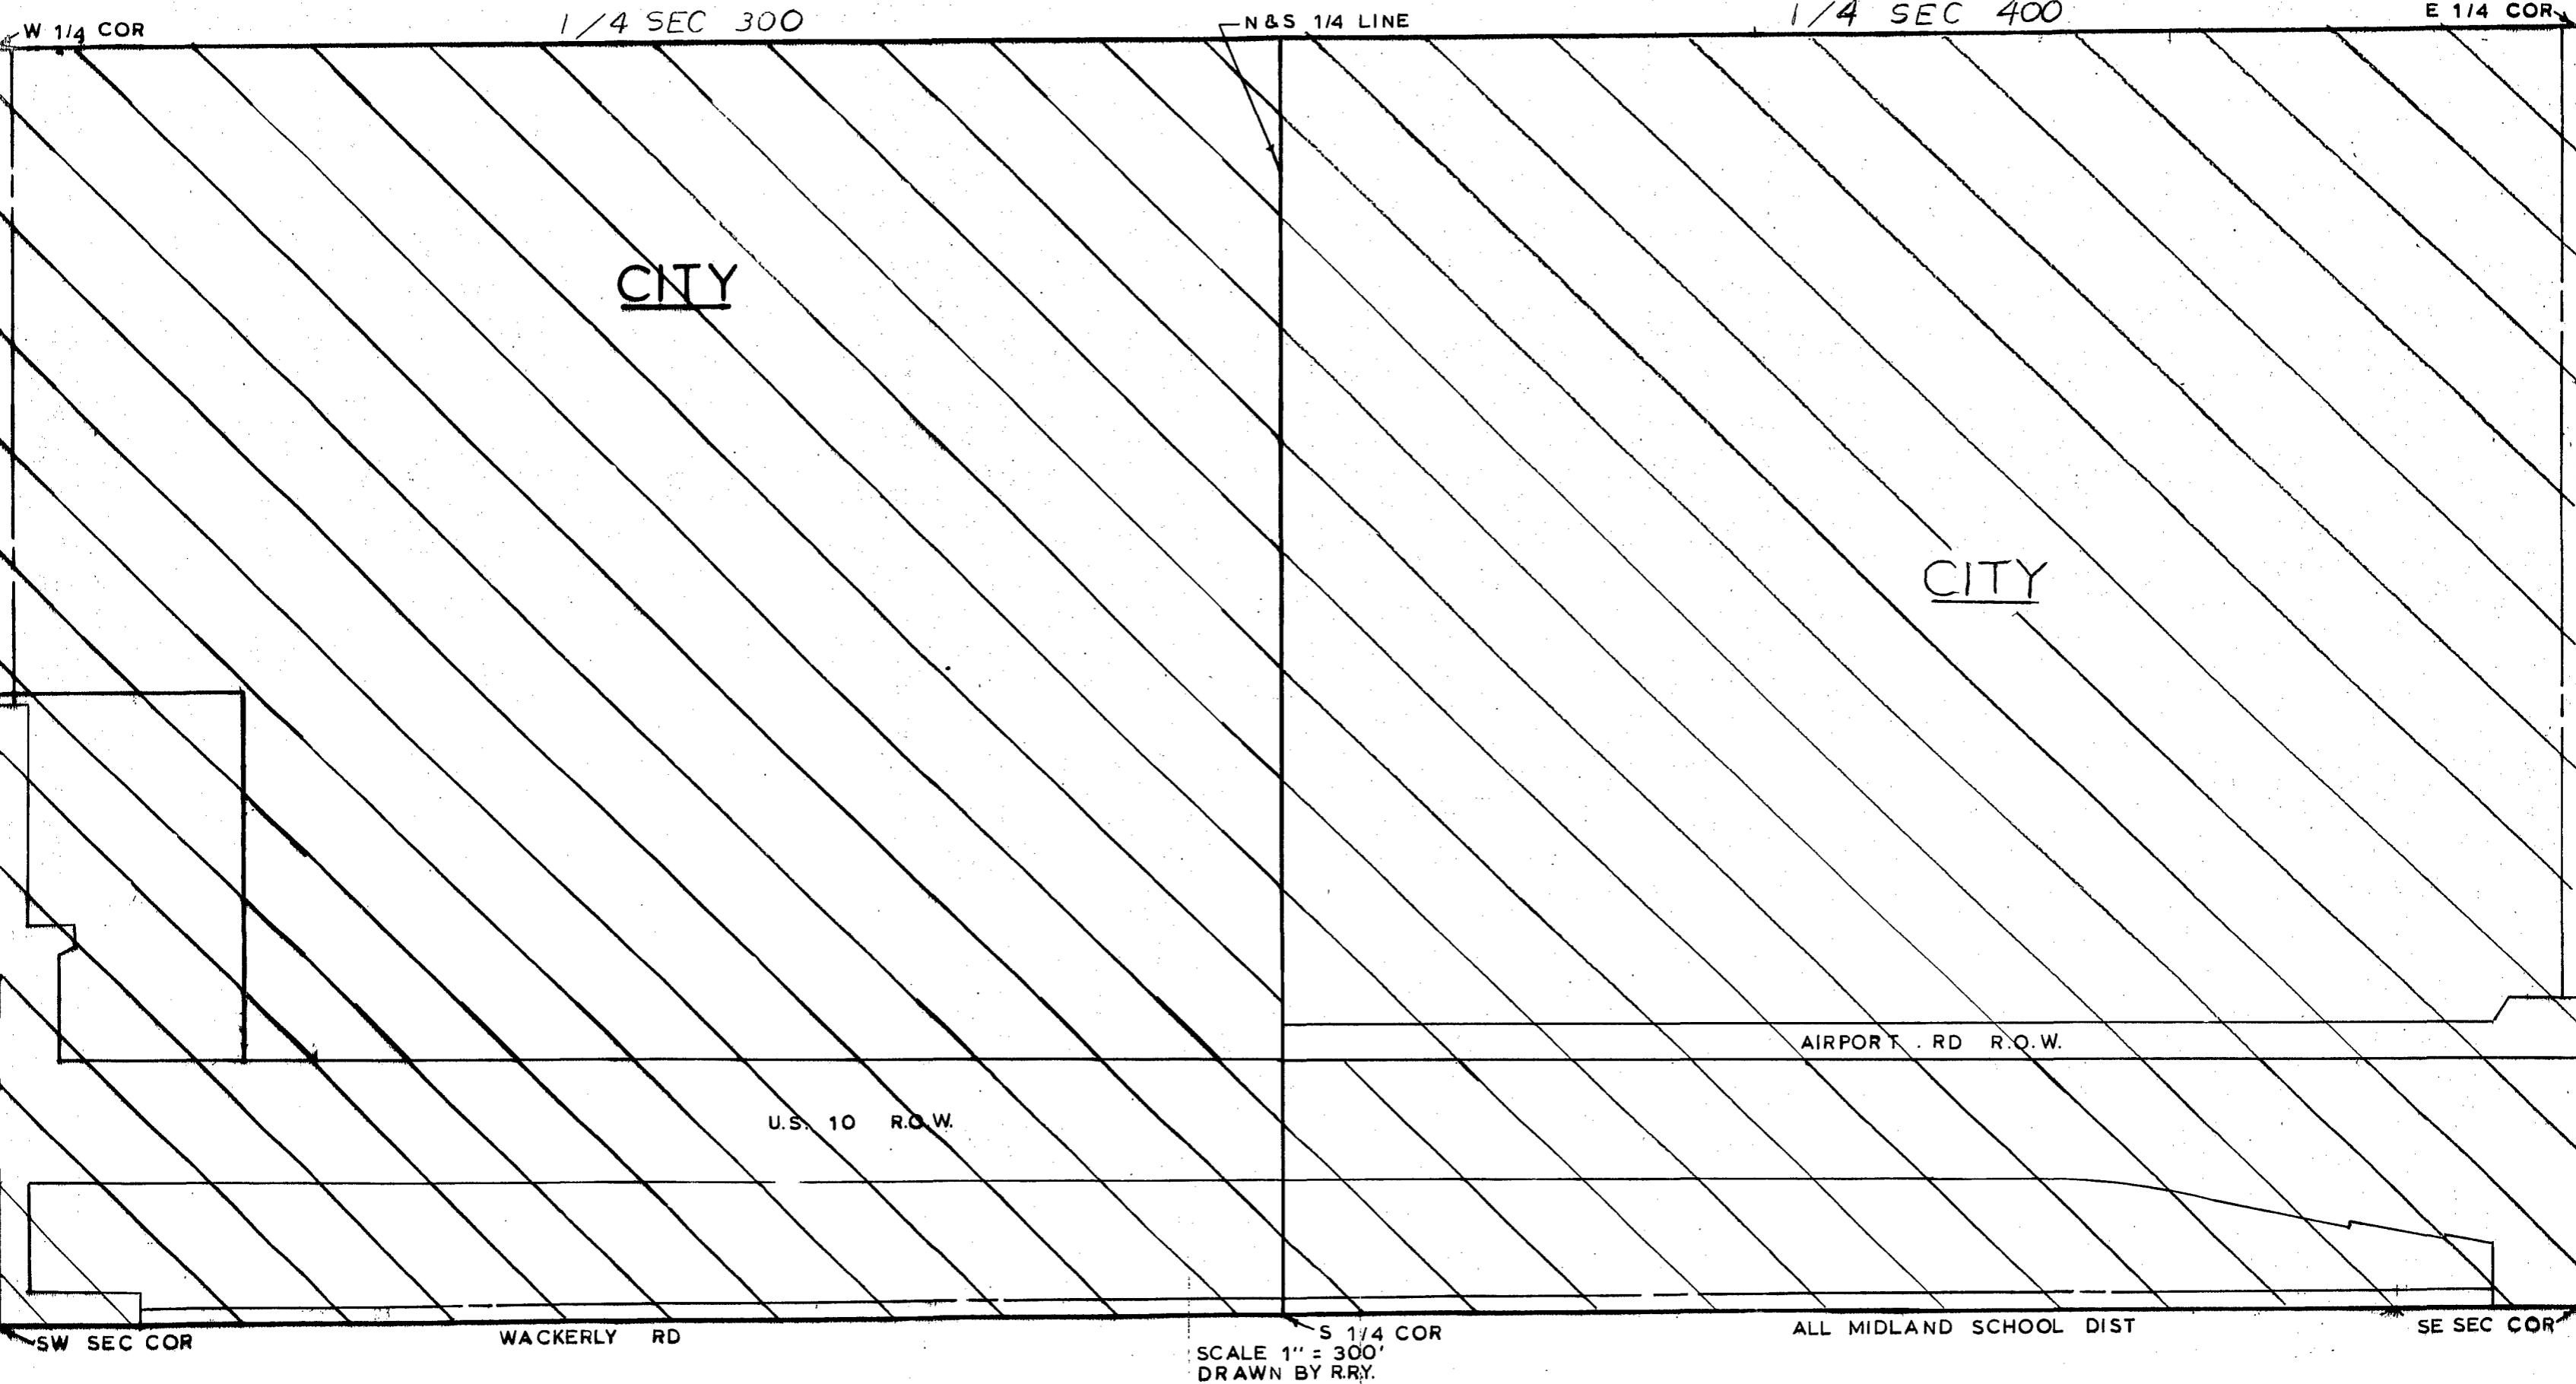 W 1/4 COR
1/4 SEC 300
N & S 1/4 LINE
1/4 SEC 400
E 1/4 COR
CITY
CITY
AIRPORT RD R.O.W.
U.S. 10 R.O.W.
SW SEC COR
WACKERLY RD
S 1/4 COR
ALL MIDLAND SCHOOL DIST
SE SEC COR
SCALE 1" = 300'
DRAWN BY R.R.Y.